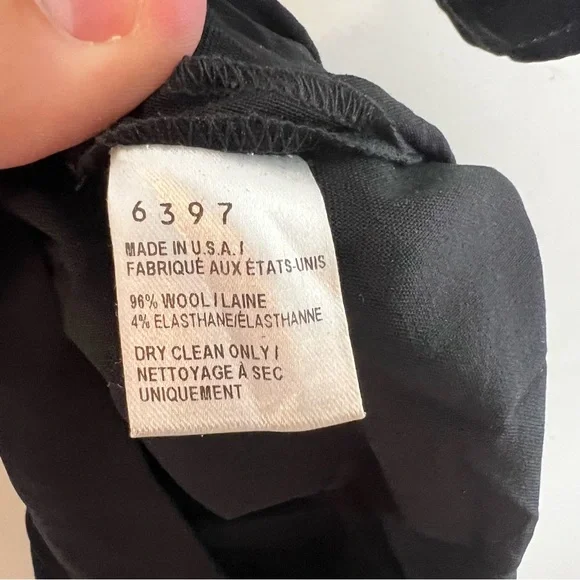 6397
MADE IN U.S.A. /
FABRIQUÉ AUX ÉTATS-UNIS
96% WOOL / LAINE
4% ELASTHANE/ÉLASTHANNE
DRY CLEAN ONLY /
NETTOYAGE À SEC
UNIQUEMENT